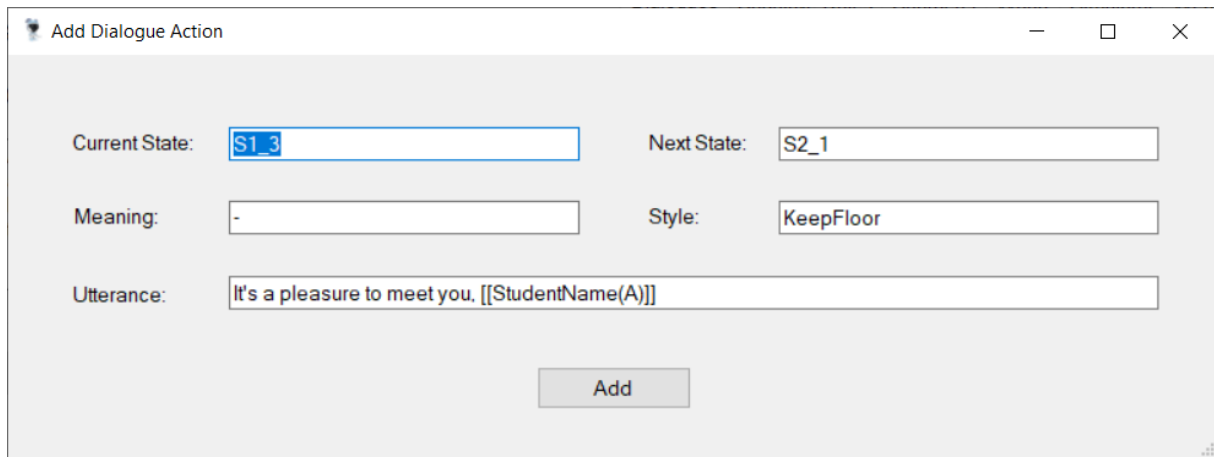 Add Dialogue Action
Current State: S1_3 Next State: S2_1
Meaning: - Style: KeepFloor
Utterance: It's a pleasure to meet you, [[StudentName(A)]]
Add